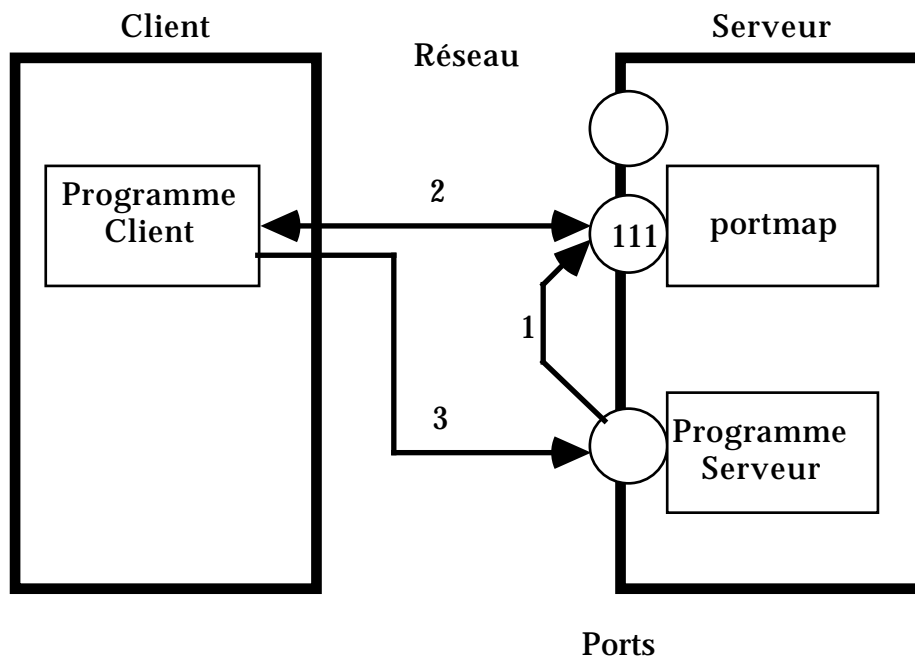 Client
Serveur
Réseau
Programme
Client
2
111
portmap
1
3
Programme
Serveur
Ports